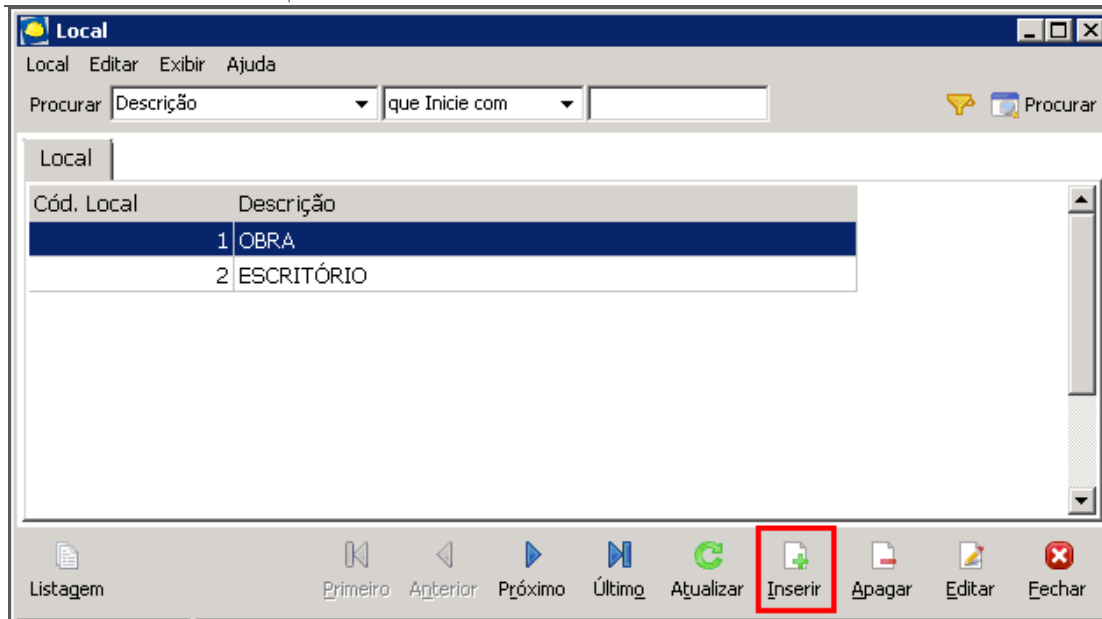 Local
Local Editar Exibir Ajuda
Procurar Descrição que Inicie com Procurar
Local
Cód. Local Descrição
1 OBRA
2 ESCRITÓRIO
Listagem Primeiro Anterior Próximo Último Atualizar Inserir Apagar Editar Fechar